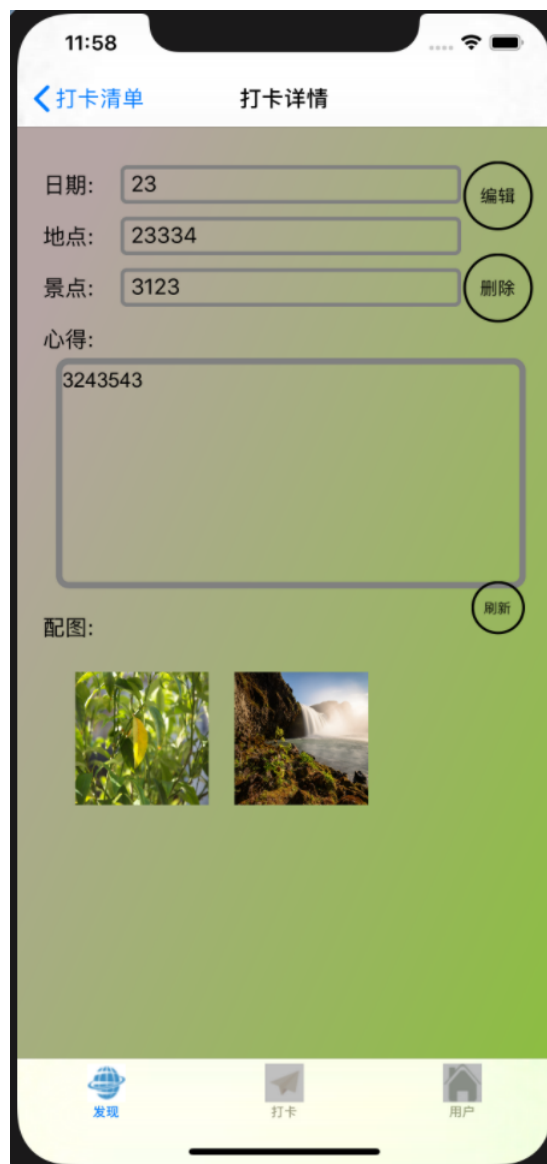 11:58
打卡清单 打卡详情
日期: 23 编辑
地点: 23334
景点: 3123 删除
心得:
3243543
刷新
配图:
发现 打卡 用户